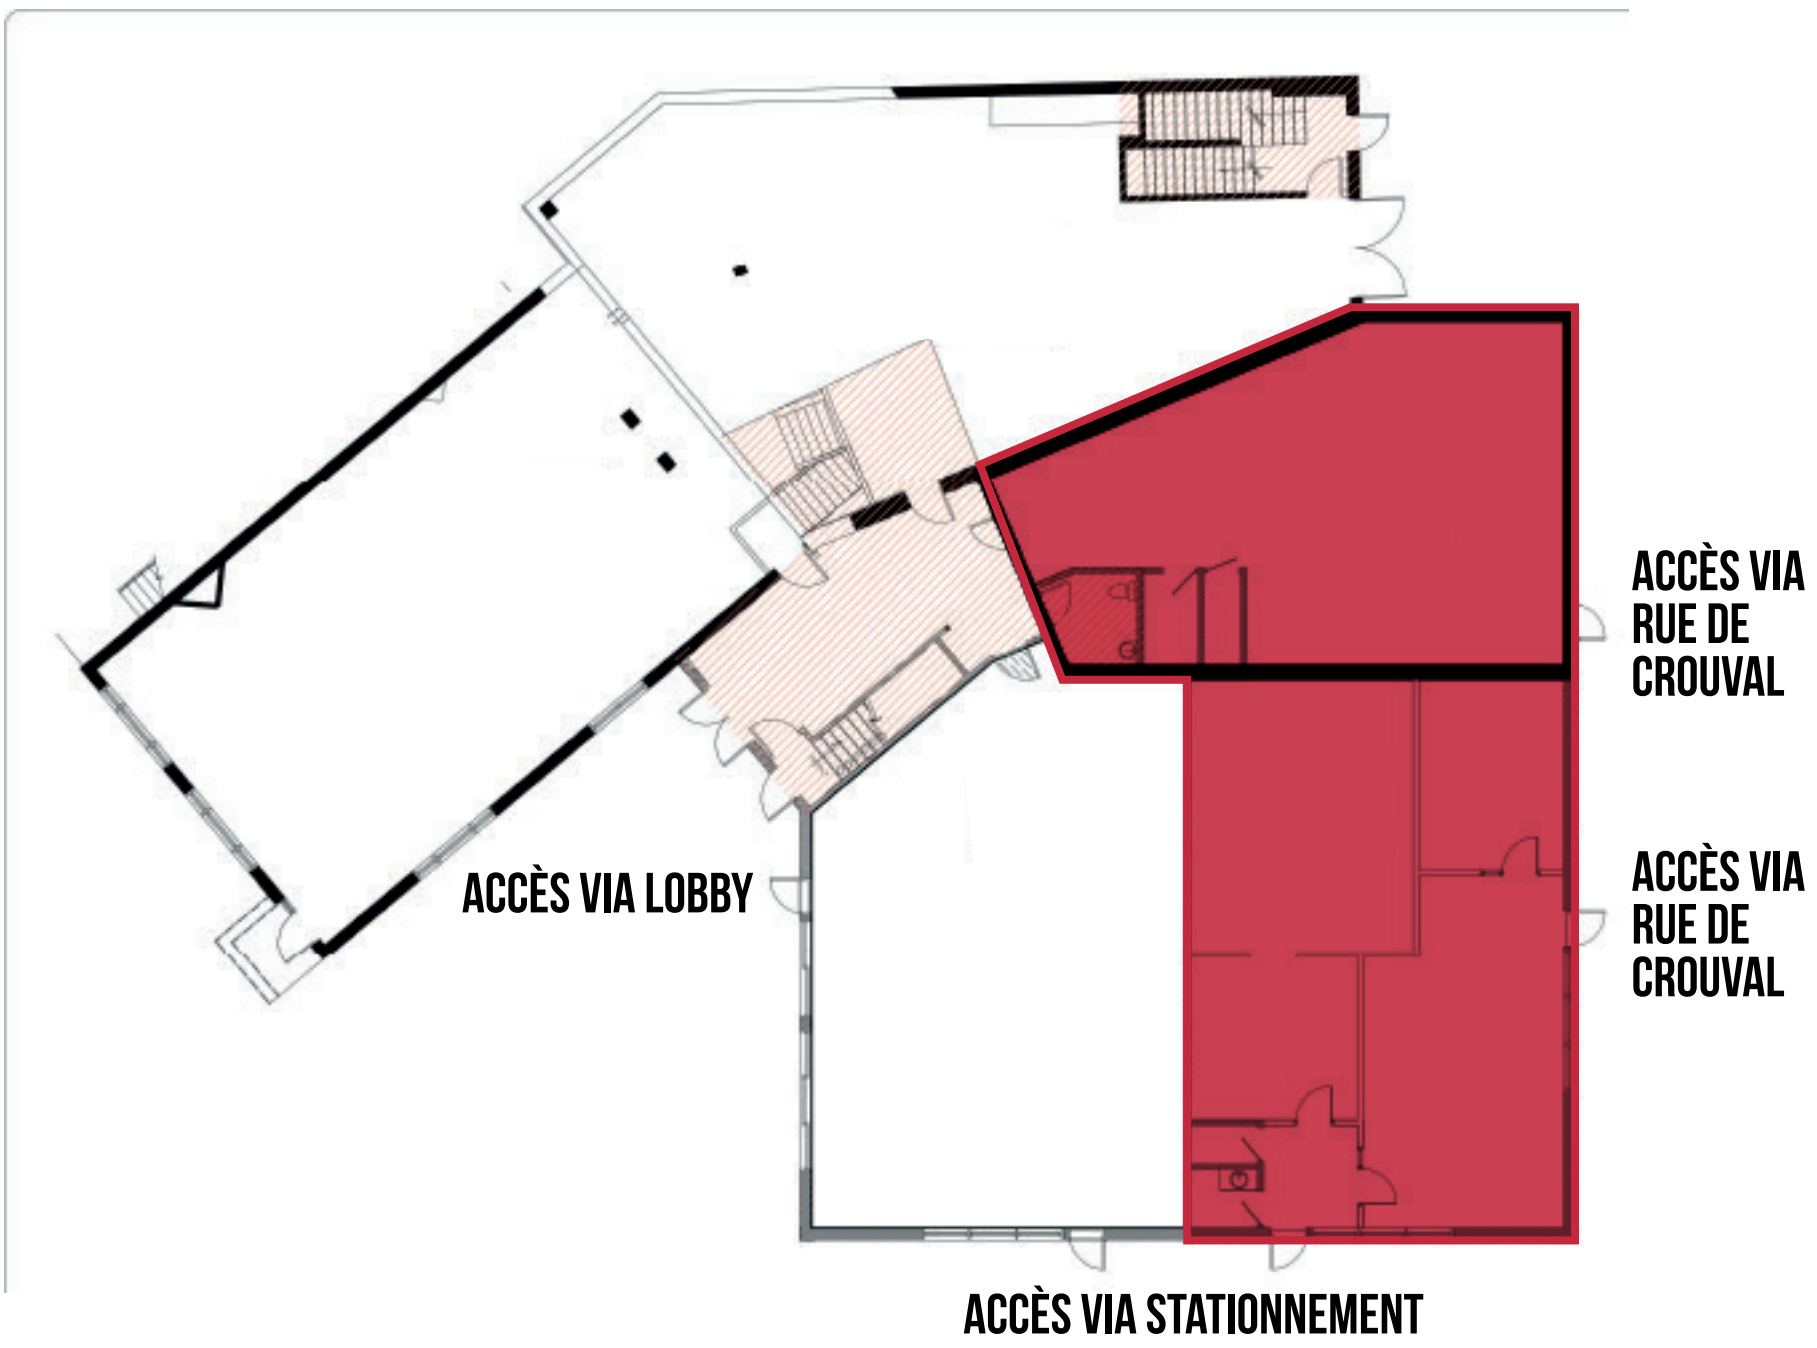 ACCÈS VIA
RUE DE
CROUVAL
ACCÈS VIA LOBBY
ACCÈS VIA
RUE DE
CROUVAL
ACCÈS VIA STATIONNEMENT